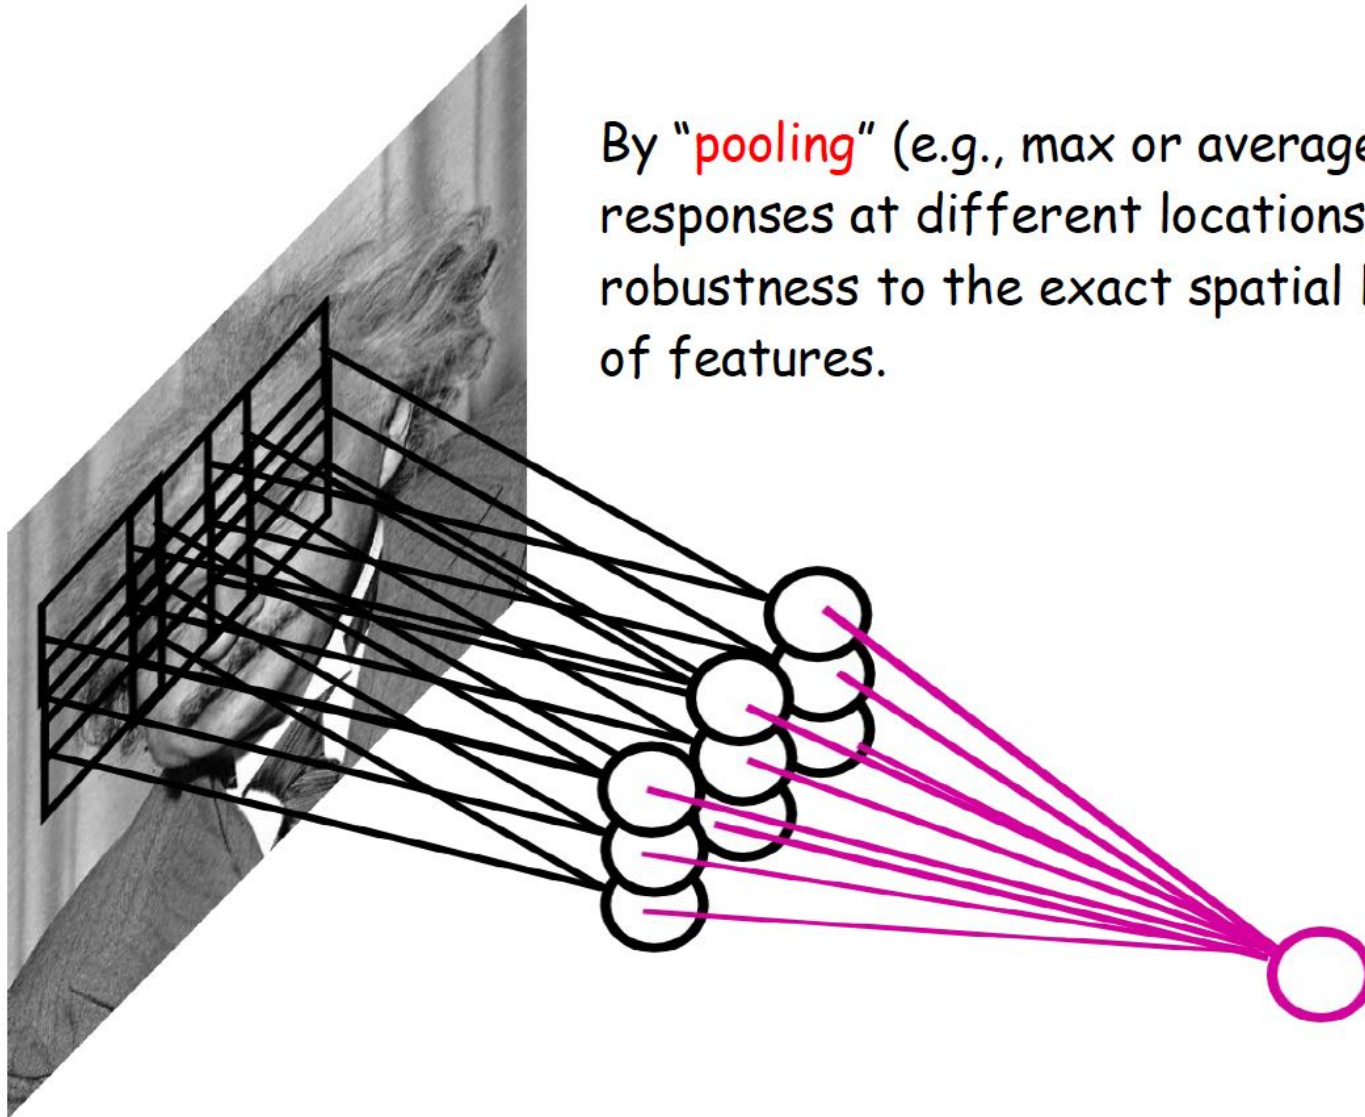 By “pooling” (e.g., max or average
responses at different locations
robustness to the exact spatial
of features.